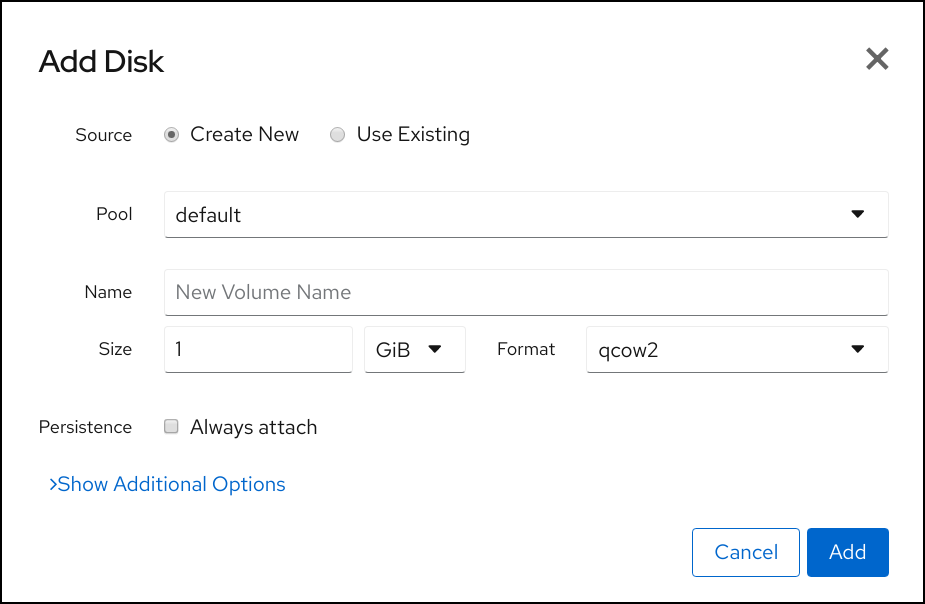 Add Disk
Source Create New Use Existing
Pool default
Name New Volume Name
Size 1 GiB Format qcow2
Persistence Always attach
>Show Additional Options
Cancel Add